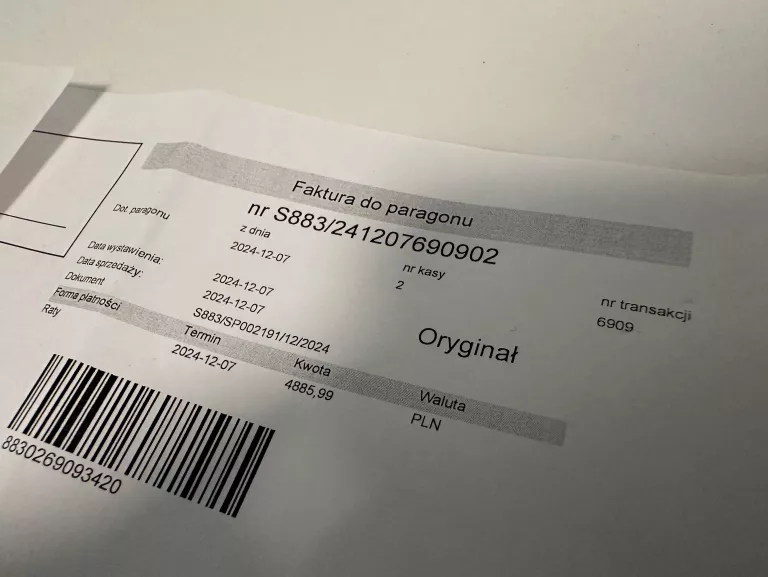 Faktura do paragonu
nr S883/241207690902
Dot. paragonu z dnia nr kasy nr transakcji
2024-12-07 2 6909
Data wystawienia: 2024-12-07
Data sprzedaży: 2024-12-07
Dokument S883/SP002191/12/2024
Oryginał
Forma płatności Termin Kwota Waluta
Raty 2024-12-07 4885,99 PLN
8830269093420